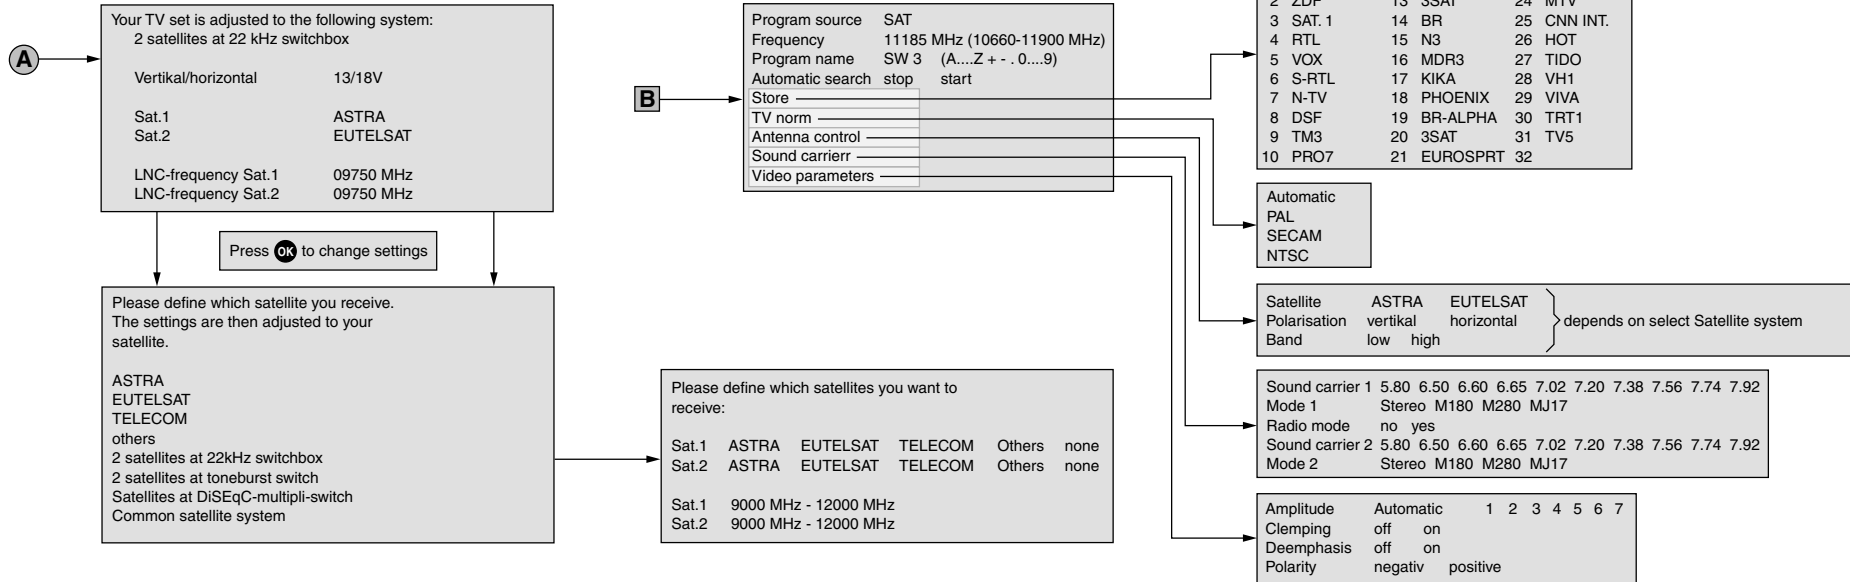 A
Your TV set is adjusted to the following system:
2 satellites at 22 kHz switchbox
Vertikal/horizontal 13/18V
Sat.1 ASTRA
Sat.2 EUTELSAT
LNC-frequency Sat.1 09750 MHz
LNC-frequency Sat.2 09750 MHz
Press OK to change settings
Please define which satellite you receive.
The settings are then adjusted to your
satellite.
ASTRA
EUTELSAT
TELECOM
others
2 satellites at 22kHz switchbox
2 satellites at toneburst switch
Satellites at DiSEqC-multipli-switch
Common satellite system
Please define which satellites you want to
receive:
Sat.1 ASTRA EUTELSAT TELECOM Others none
Sat.2 ASTRA EUTELSAT TELECOM Others none
Sat.1 9000 MHz - 12000 MHz
Sat.2 9000 MHz - 12000 MHz
B
Program source SAT
Frequency 11185 MHz (10660-11900 MHz)
Program name SW 3 (A....Z + - . 0....9)
Automatic search stop start
Store
TV norm
Antenna control
Sound carrierr
Video parameters
2 ZDF 13 3SAT 24 MTV
3 SAT. 1 14 BR 25 CNN INT.
4 RTL 15 N3 26 HOT
5 VOX 16 MDR3 27 TIDO
6 S-RTL 17 KIKA 28 VH1
7 N-TV 18 PHOENIX 29 VIVA
8 DSF 19 BR-ALPHA 30 TRT1
9 TM3 20 3SAT 31 TV5
10 PRO7 21 EUROSPRT 32
Automatic
PAL
SECAM
NTSC
Satellite ASTRA EUTELSAT
Polarisation vertikal horizontal depends on select Satellite system
Band low high
Sound carrier 1 5.80 6.50 6.60 6.65 7.02 7.20 7.38 7.56 7.74 7.92
Mode 1 Stereo M180 M280 MJ17
Radio mode no yes
Sound carrier 2 5.80 6.50 6.60 6.65 7.02 7.20 7.38 7.56 7.74 7.92
Mode 2 Stereo M180 M280 MJ17
Amplitude Automatic 1 2 3 4 5 6 7
Clemping off on
Deemphasis off on
Polarity negativ positive